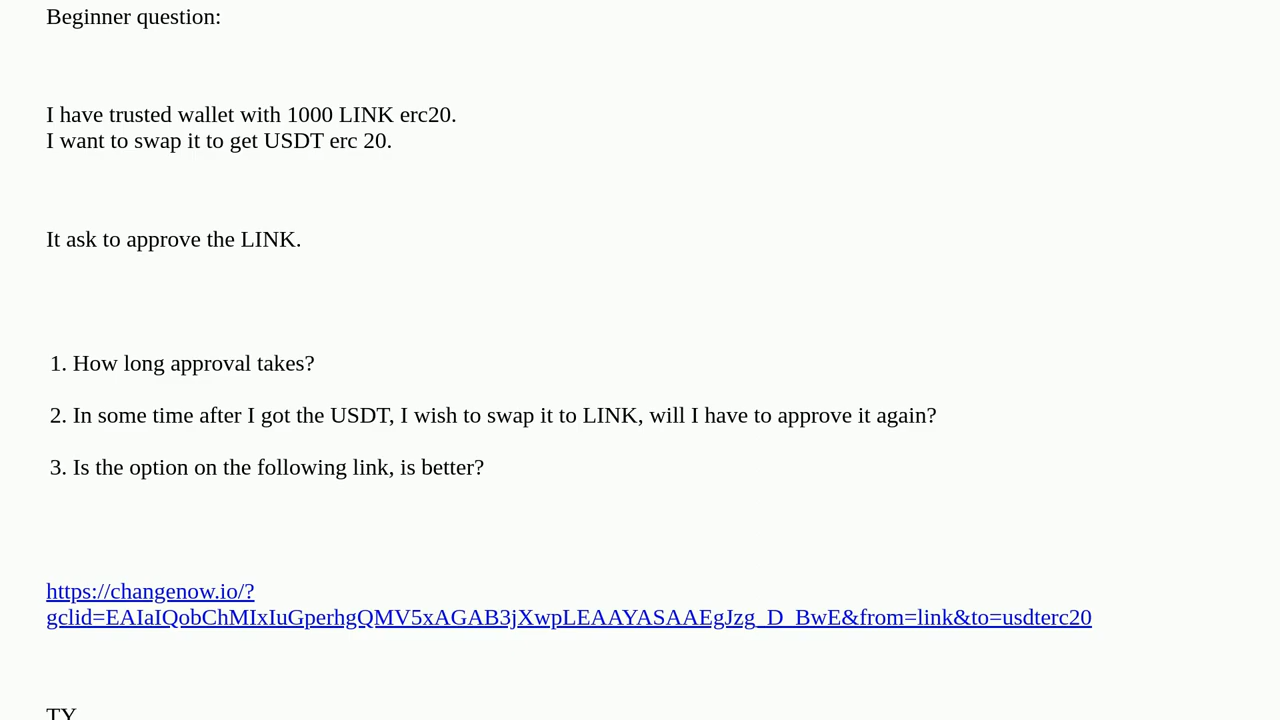 Beginner question:
I have trusted wallet with 1000 LINK erc20.
I want to swap it to get USDT erc 20.
It ask to approve the LINK.
1. How long approval takes?
2. In some time after I got the USDT, I wish to swap it to LINK, will I have to approve it again?
3. Is the option on the following link, is better?
https://changenow.io/?
gclid=EAIaIQobChMIxIuGperhgQMV5xAGAB3jXwpLEAAYASAAEgJzg_D_BwE&from=link&to=usdterc20
TY